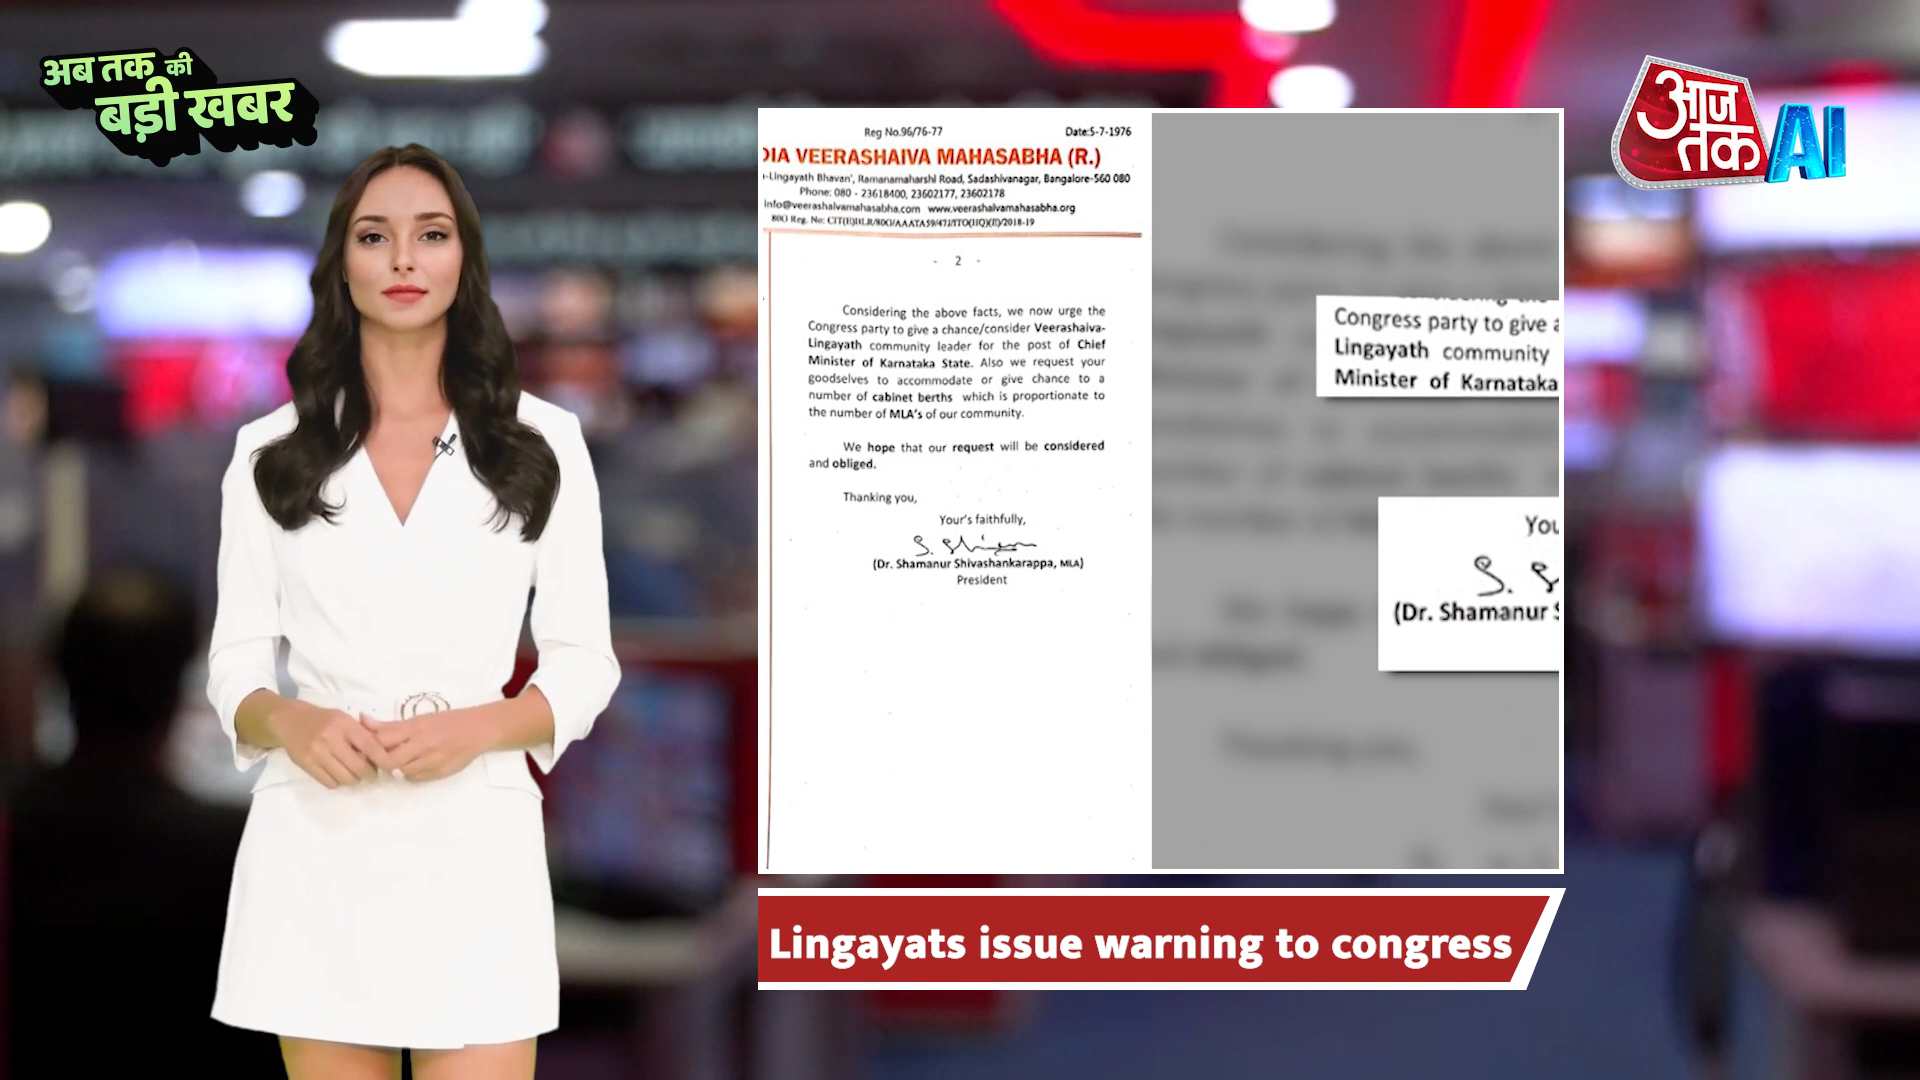 अब तक की
बड़ी खबर
आज
तक AI
Reg No.96/76-77
Date:5-7-1976
DIA VEERASHAIVA MAHASABHA (R.)
-Lingayath Bhavan', Ramanamaharshi Road, Sadashivanagar, Bangalore-560 080
Phone: 080 - 23618400, 23602177, 23602178
info@veerashaivamahasabha.com www.veerashaivamahasabha.org
- 2 -
Considering the above facts, we now urge the
Congress party to give a chance/consider Veerashaiva-
Lingayath community leader for the post of Chief
Minister of Karnataka State. Also we request your
goodselves to accommodate or give chance to a
number of cabinet berths which is proportionate to
the number of MLA's of our community.
We hope that our request will be considered
and obliged.
Thanking you,
Your's faithfully,
(Dr. Shamanur Shivashankarappa, MLA)
President
Congress party to give a
Lingayath community
Minister of Karnataka
You
(Dr. Shamanur S
Lingayats issue warning to congress